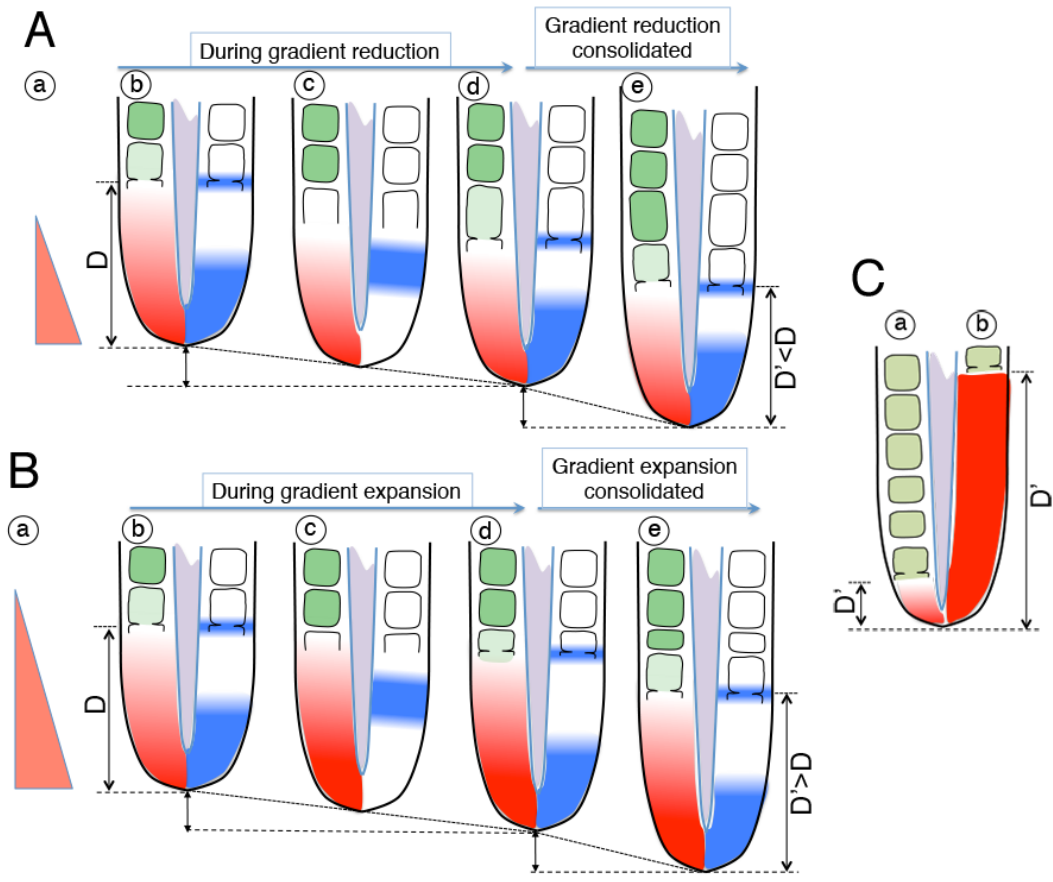 A
During gradient reduction
Gradient reduction
consolidated
a
b
c
d
e
D
D'<D
B
During gradient expansion
Gradient expansion
consolidated
a
b
c
d
e
D
D'>D
C
a
b
D'
D'